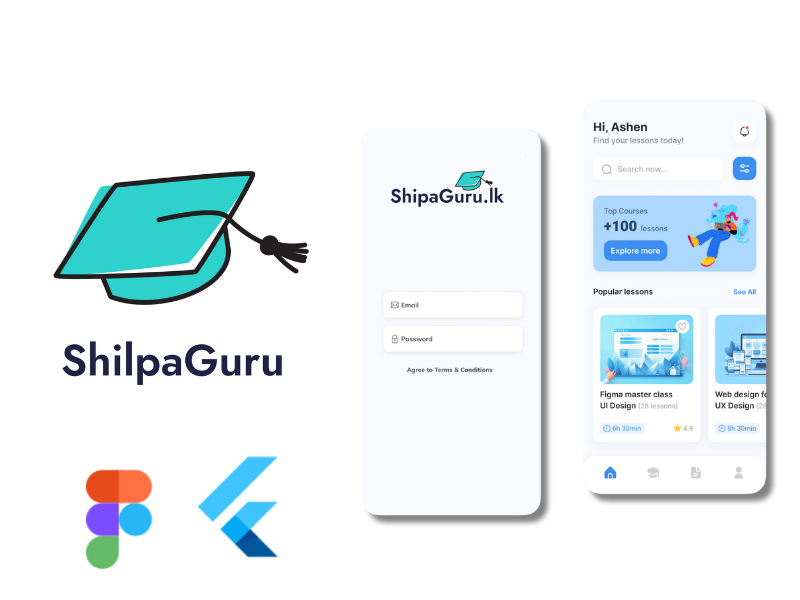 ShilpaGuru
ShipaGuru.lk
Email
Password
Agree to Terms & Conditions
Hi, Ashen
Find your lessons today!
Search now...
Top Courses
+100 lessons
Explore more
Popular lessons
See All
Figma master class
UI Design (28 lessons)
6h 30min
4.9
Web design fo
UX Design (28
8h 30min